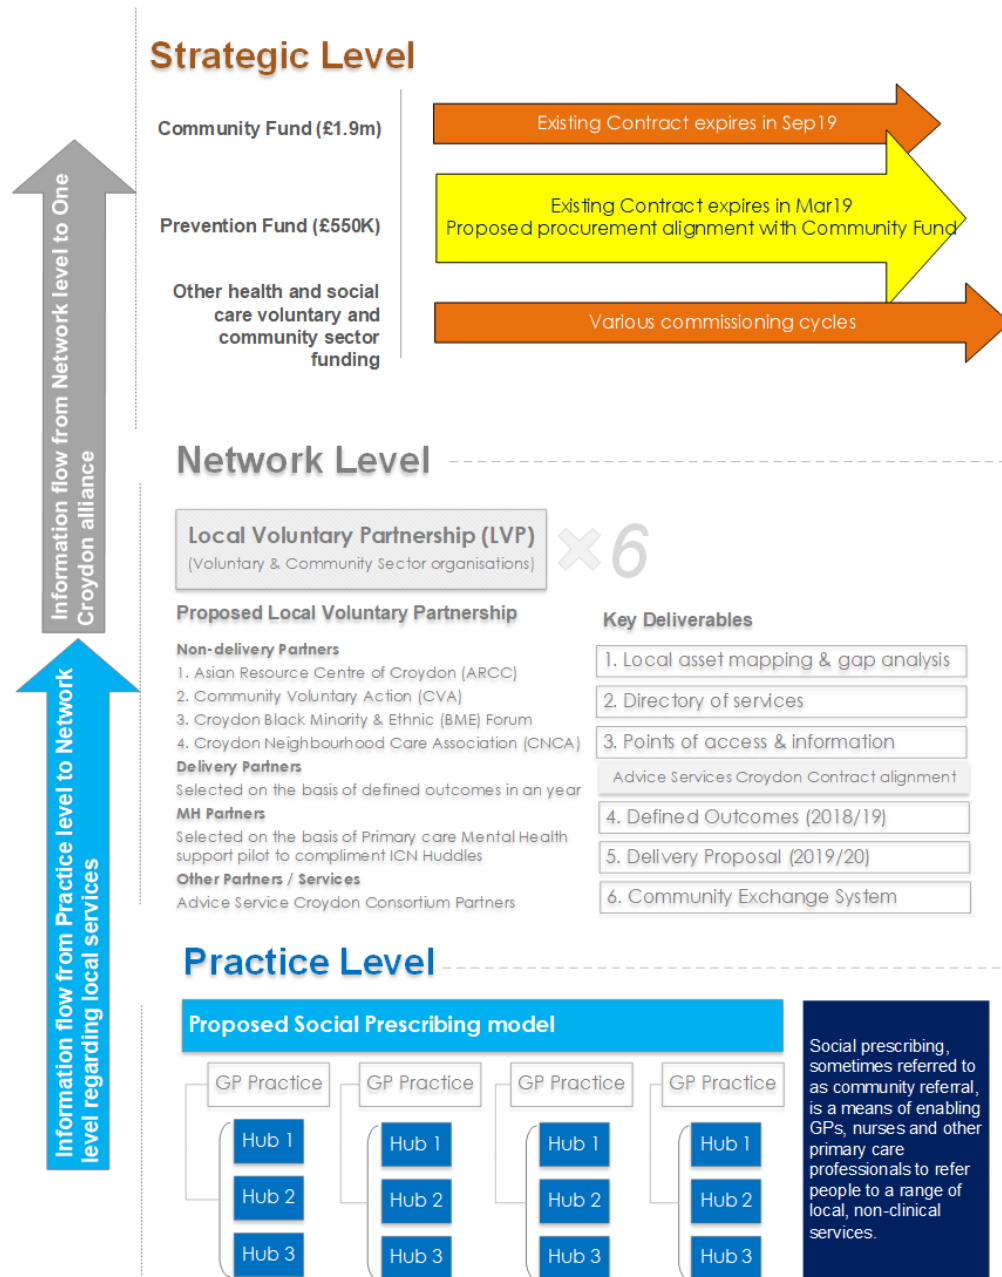 Strategic Level
Community Fund (£1.9m)
Existing Contract expires in Sep19
Prevention Fund (£550K)
Existing Contract expires in Mar19
Proposed procurement alignment with Community Fund
Other health and social
care voluntary and
community sector
funding
Various commissioning cycles
Information flow from Network level to One
Croydon alliance
Network Level
Local Voluntary Partnership (LVP)
(Voluntary & Community Sector organisations)
×6
Proposed Local Voluntary Partnership
Non-delivery Partners
1. Asian Resource Centre of Croydon (ARCC)
2. Community Voluntary Action (CVA)
3. Croydon Black Minority & Ethnic (BME) Forum
4. Croydon Neighbourhood Care Association (CNCA)
Delivery Partners
Selected on the basis of defined outcomes in an year
MH Partners
Selected on the basis of Primary care Mental Health
support pilot to compliment ICN Huddles
Other Partners / Services
Advice Service Croydon Consortium Partners
Key Deliverables
1. Local asset mapping & gap analysis
2. Directory of services
3. Points of access & information
Advice Services Croydon Contract alignment
4. Defined Outcomes (2018/19)
5. Delivery Proposal (2019/20)
6. Community Exchange System
Information flow from Practice level to Network
level regarding local services
Practice Level
Proposed Social Prescribing model
GP Practice
Hub 1
Hub 2
Hub 3
GP Practice
Hub 1
Hub 2
Hub 3
GP Practice
Hub 1
Hub 2
Hub 3
GP Practice
Hub 1
Hub 2
Hub 3
Social prescribing,
sometimes referred to
as community referral,
is a means of enabling
GPs, nurses and other
primary care
professionals to refer
people to a range of
local, non-clinical
services.